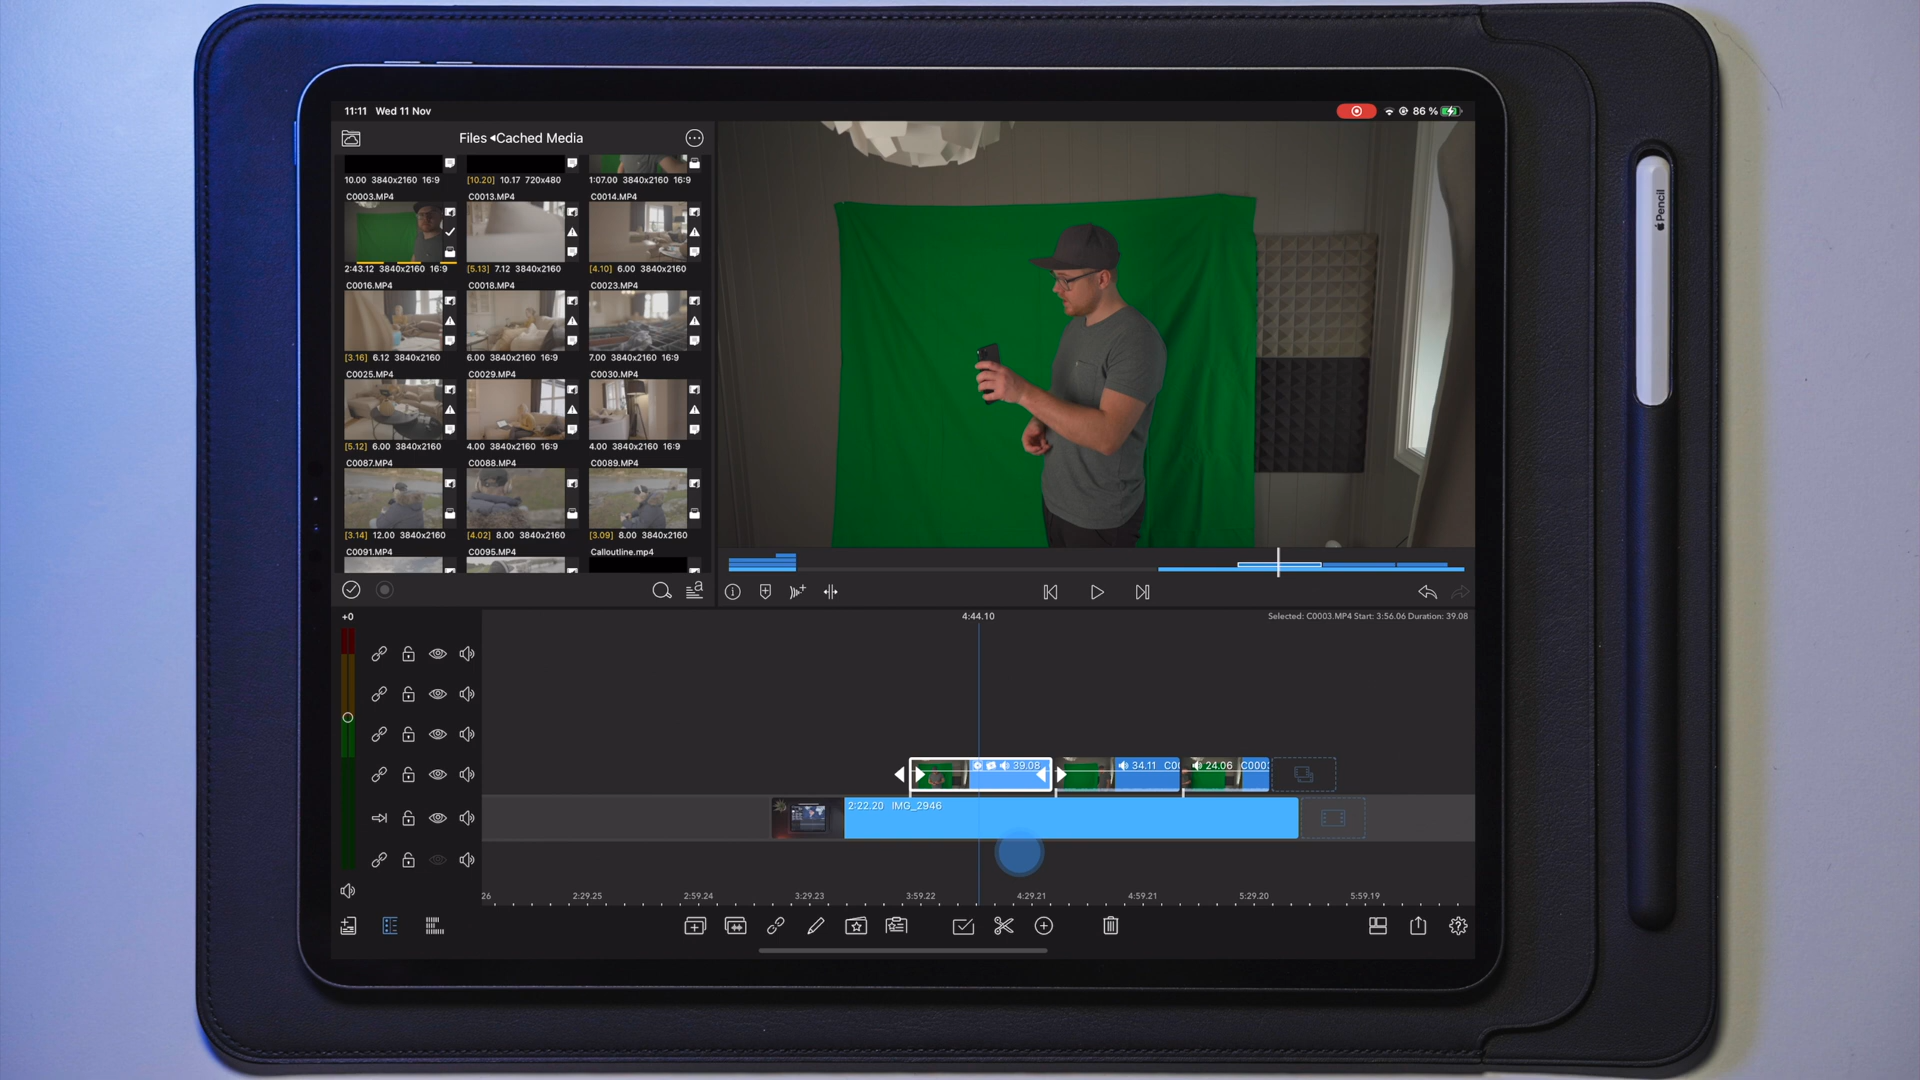 11:11 Wed 11 Nov
86 %
Files Cached Media
10.00 3840x2160 16:9
[10.20] 10.17 720x480
1:07.00 3840x2160 16:9
C0003.MP4
C0013.MP4
C0014.MP4
2:43.12 3840x2160 16:9
[5.13] 7.12 3840x2160
[4.10] 6.00 3840x2160
C0016.MP4
C0018.MP4
C0023.MP4
[3.16] 6.12 3840x2160
6.00 3840x2160 16:9
7.00 3840x2160 16:9
C0025.MP4
C0029.MP4
C0030.MP4
[5.12] 6.00 3840x2160
4.00 3840x2160 16:9
4.00 3840x2160 16:9
C0087.MP4
C0088.MP4
C0089.MP4
[3.14] 12.00 3840x2160
[4.02] 8.00 3840x2160
[3.09] 8.00 3840x2160
C0091.MP4
C0095.MP4
Calloutline.mp4
+0
4:44.10
Selected: C0003.MP4 Start: 3:56.06 Duration: 39.08
39.08
34.11 C00
24.06 C000
2:22.20 IMG_2946
26
2:29.25
2:59.24
3:29.23
3:59.22
4:29.21
4:59.21
5:29.20
5:59.19
Pencil